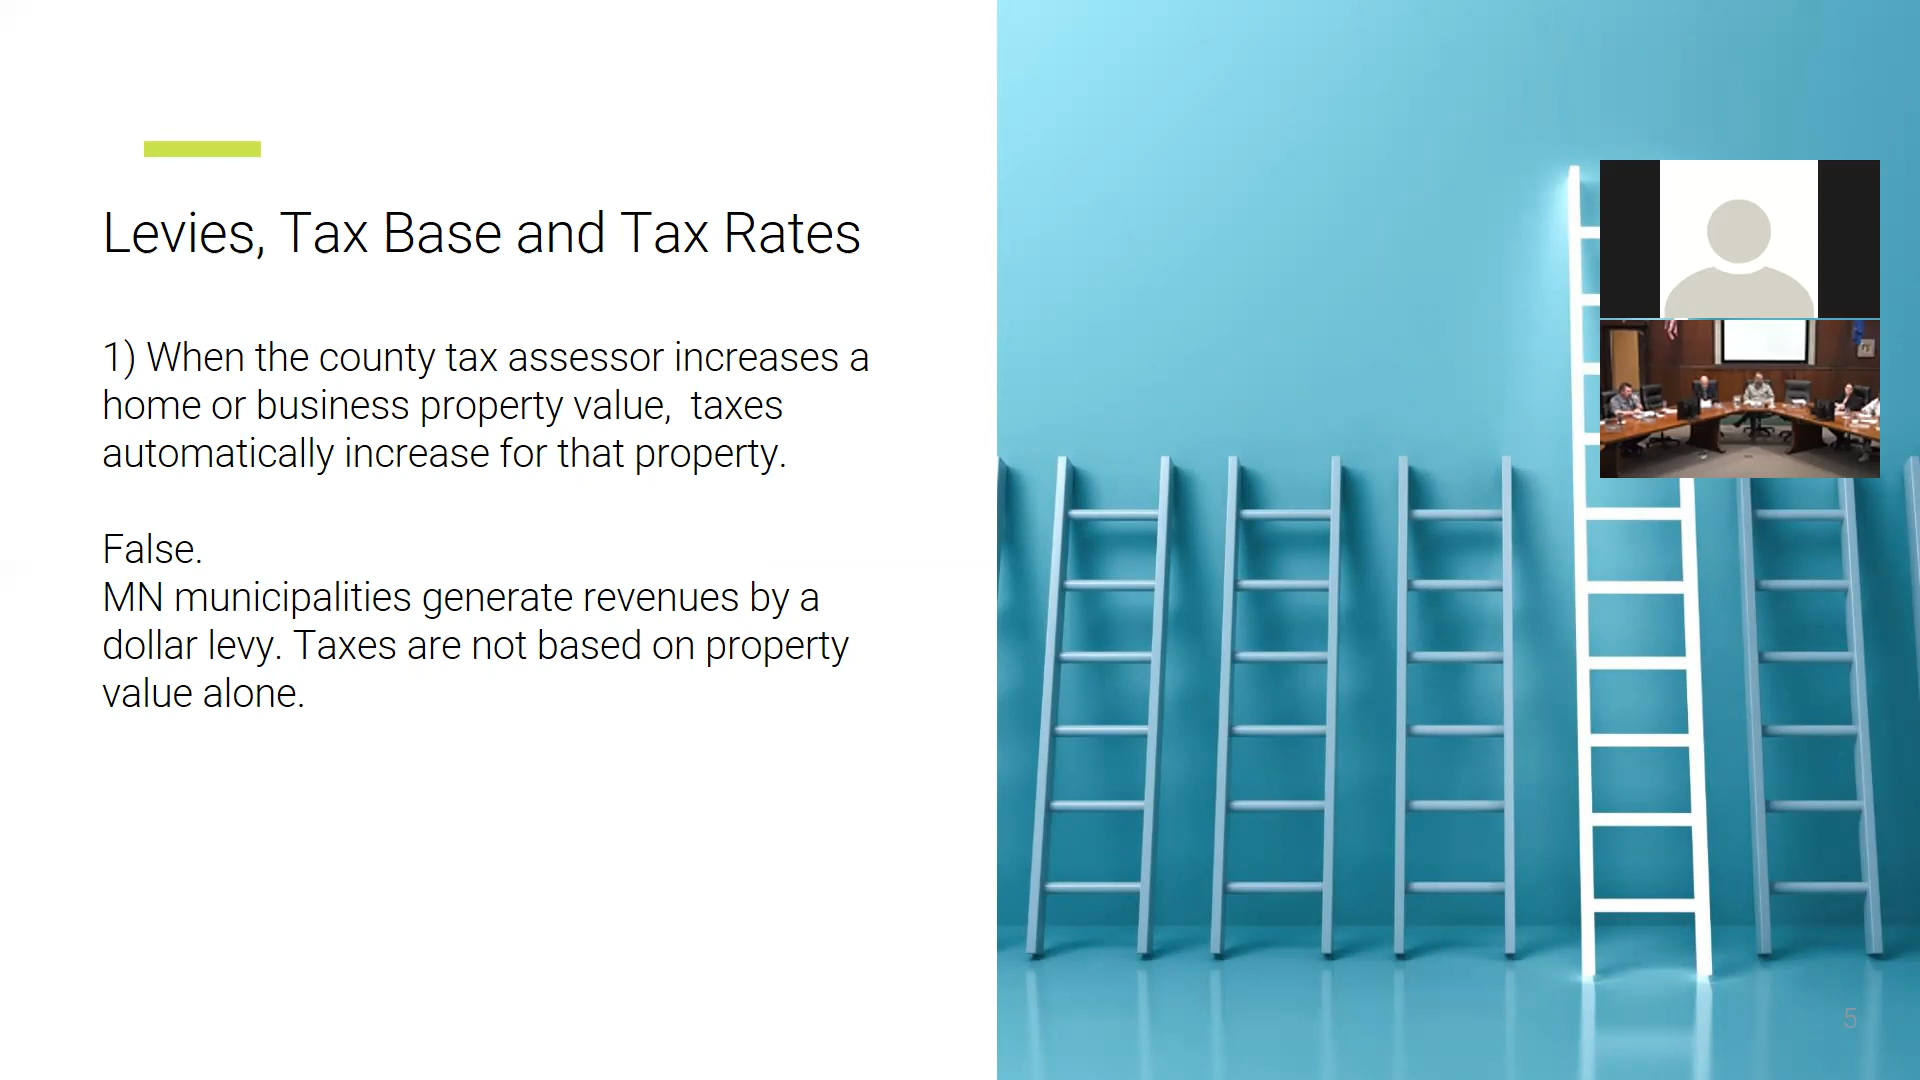 Levies, Tax Base and Tax Rates
1) When the county tax assessor increases a
home or business property value,  taxes
automatically increase for that property.
False.
MN municipalities generate revenues by a
dollar levy. Taxes are not based on property
value alone.
5